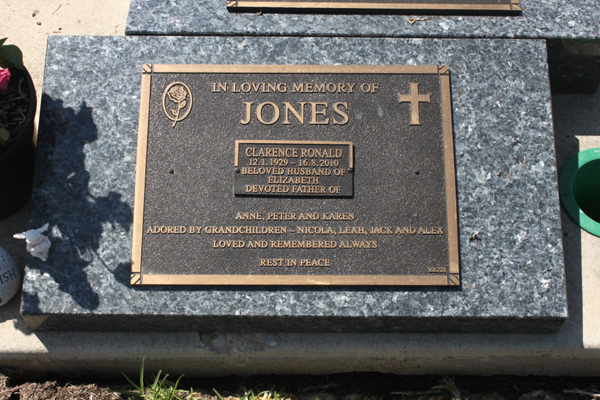 IN LOVING MEMORY OF
JONES
CLARENCE RONALD
12.1.1929 – 16.8.2010
BELOVED HUSBAND OF
ELIZABETH
DEVOTED FATHER OF
ANNE, PETER AND KAREN
ADORED BY GRANDCHILDREN – NICOLA, LEAH, JACK AND ALEX
LOVED AND REMEMBERED ALWAYS
REST IN PEACE